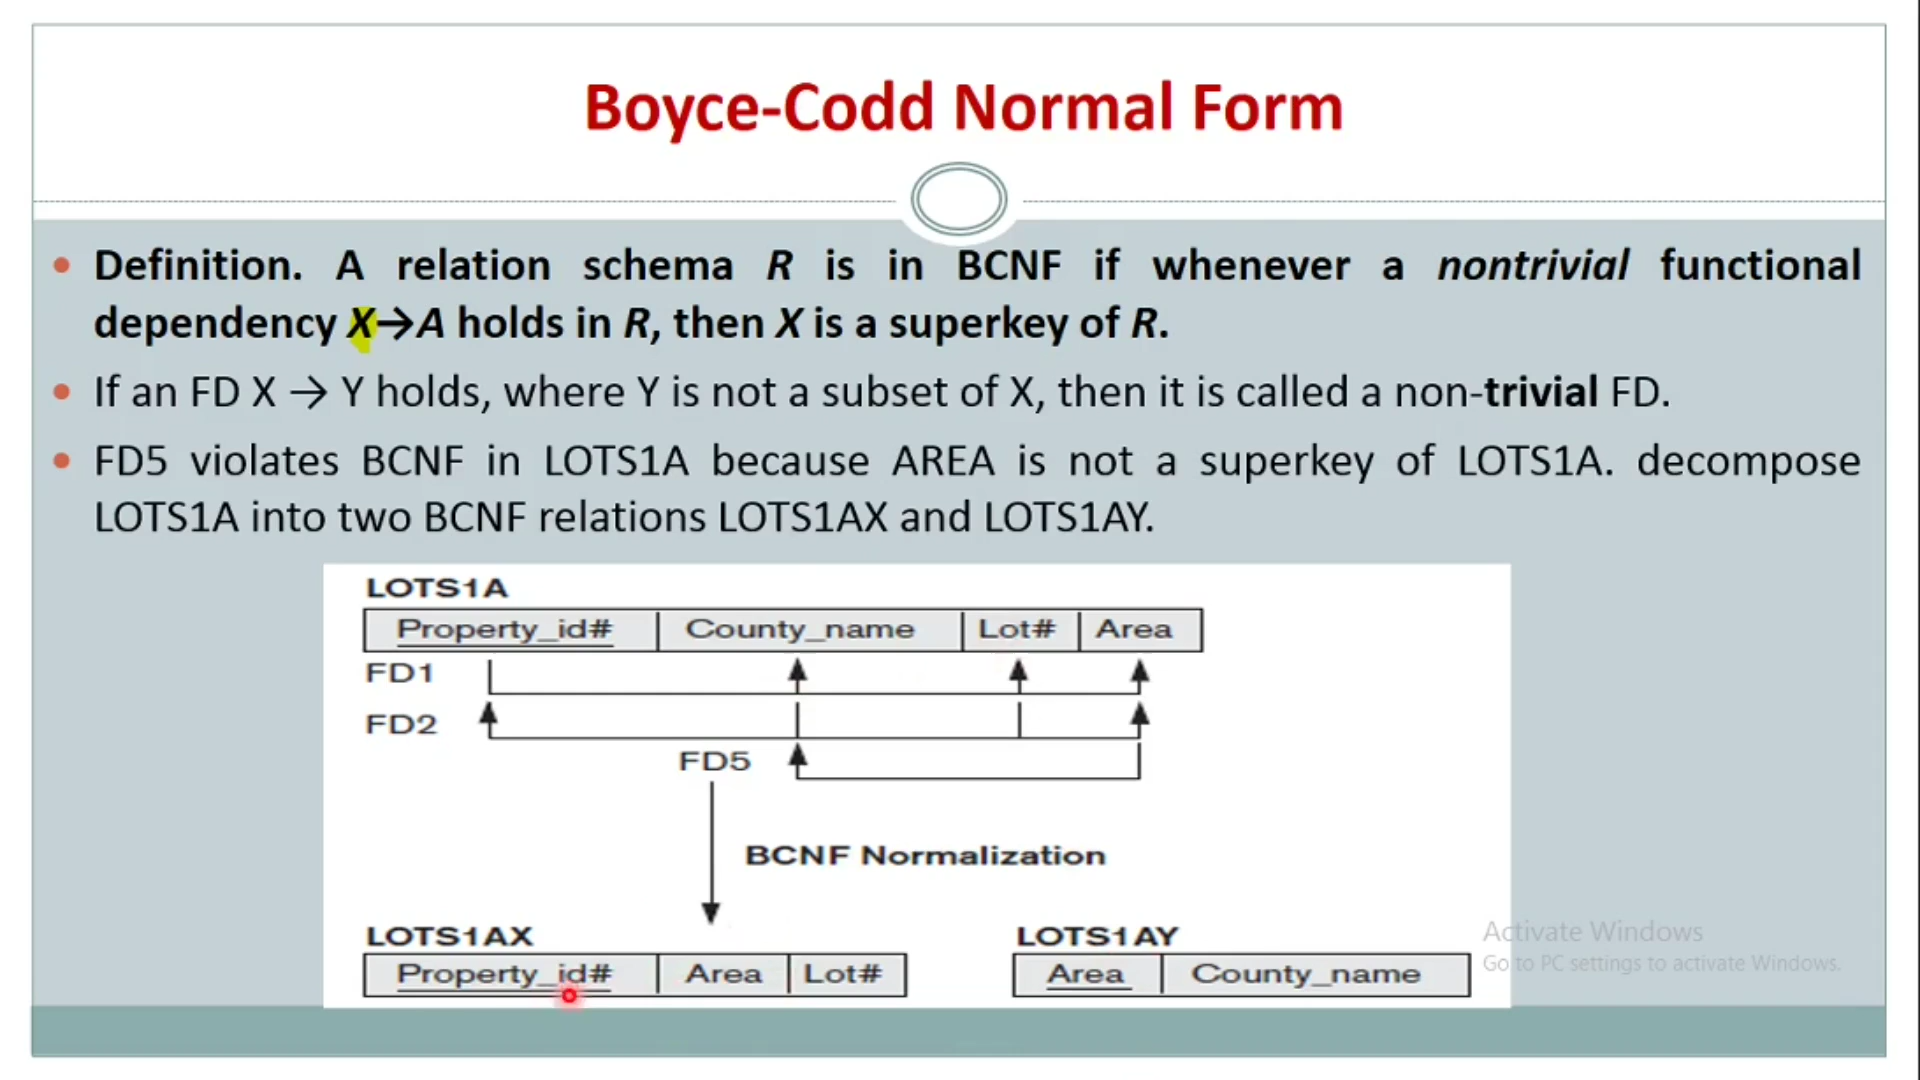 Boyce-Codd Normal Form
• Definition. A relation schema R is in BCNF if whenever a nontrivial functional
dependency X→A holds in R, then X is a superkey of R.
• If an FD X → Y holds, where Y is not a subset of X, then it is called a non-trivial FD.
• FD5 violates BCNF in LOTS1A because AREA is not a superkey of LOTS1A. decompose
LOTS1A into two BCNF relations LOTS1AX and LOTS1AY.
LOTS1A
Property_id# County_name Lot# Area
FD1
FD2
FD5
BCNF Normalization
LOTS1AX LOTS1AY
Property_id# Area Lot# Area County_name
Activate Windows
Go to PC settings to activate Windows.